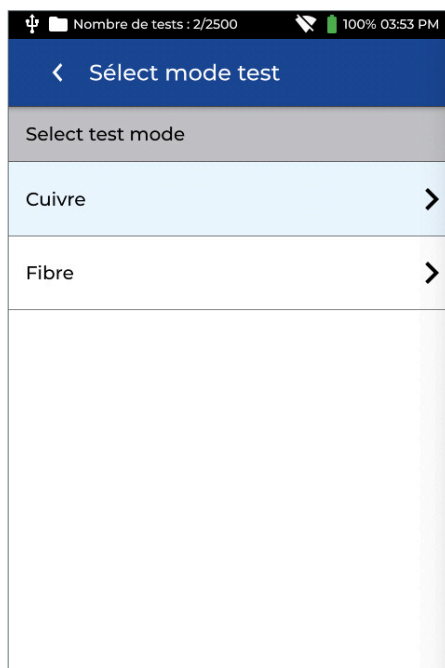 Nombre de tests : 2/2500 100% 03:53 PM
Sélect mode test
Select test mode
Cuivre
Fibre